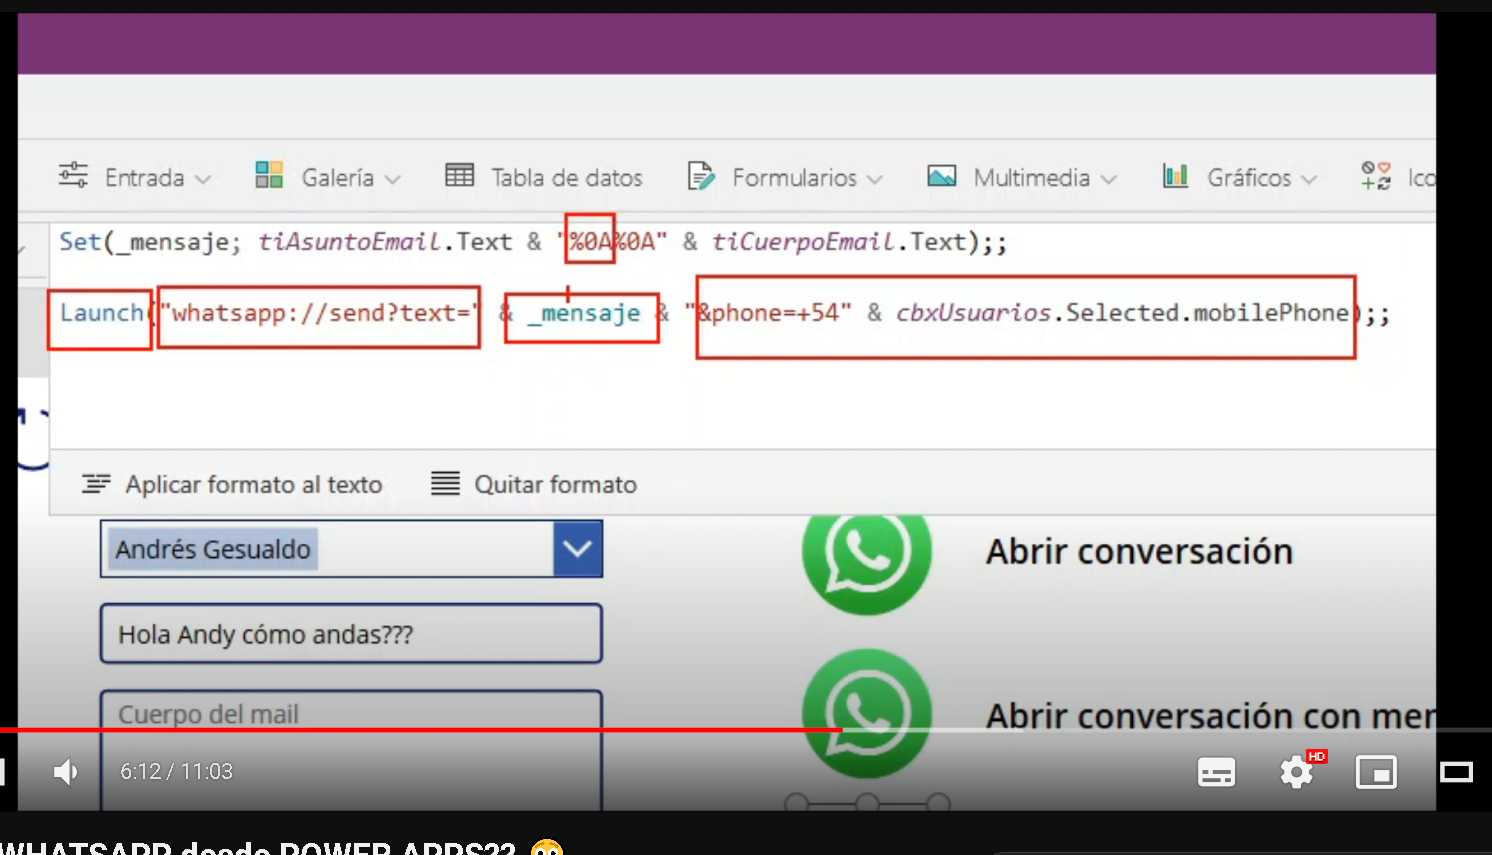 Entrada Galería Tabla de datos Formularios Multimedia Gráficos Ico
Set(_mensaje; tiAsuntoEmail.Text & "%0A%0A" & tiCuerpoEmail.Text);;
Launch("whatsapp://send?text=" & _mensaje & "&phone=+54" & cbxUsuarios.Selected.mobilePhone);;
Aplicar formato al texto Quitar formato
Andrés Gesualdo
Abrir conversación
Hola Andy cómo andas???
Cuerpo del mail
Abrir conversación con men
6:12 / 11:03
HD
WHATSAPP desde POWER APPS??